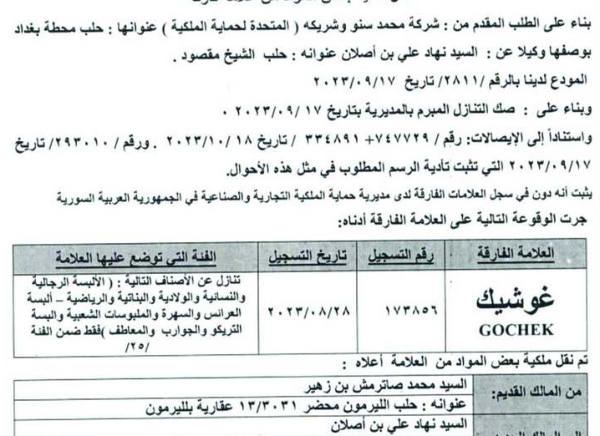 بناء على الطلب المقدم من : شركة محمد سنو وشريكه ( المتحدة لحماية الملكية ) عنوانها : حلب محطة بغداد
بوصفها وكيلا عن : السيد نهاد علي بن أصلان عنوانه : حلب الشيخ مقصود .
المودع لدينا بالرقم /٢٨١١/ تاريخ ٢٠٢٣/٠٩/١٧
وبناء على : صك التنازل المبرم بالمديرية بتاريخ ٢٠٢٣/٠٩/١٧ .
واستناداً إلى الإيصالات: رقم / ٧٤٧٧٢٩+ ٣٣٤٨٩١ / تاريخ ٢٠٢٣/١٠/١٨ . ورقم / ٢٩٣٠١٠/ تاريخ
٢٠٢٣/٠٩/١٧ التي تثبت تأدية الرسم المطلوب في مثل هذه الأحوال.
يثبت أنه دون في سجل العلامات الفارقة لدى مديرية حماية الملكية التجارية والصناعية في الجمهورية العربية السورية
جرت الوقوعة التالية على العلامة الفارقة أدناه:
العلامة الفارقة رقم التسجيل تاريخ التسجيل الفئة التي توضع عليها العلامة
غوشيك
GOCHEK
١٧٣٨٥٦
٢٠٢٣/٠٨/٢٨
تنازل عن الأصناف التالية : ( الألبسة الرجالية
والنسائية والولادية والبناتية والرياضية – ألبسة
العرائس والسهرة والملبوسات الشعبية والبسة
التريكو والجوارب والمعاطف )فقط ضمن الفئة
/٢٥/
تم نقل ملكية بعض المواد من العلامة أعلاه :
من المالك القديم: السيد محمد صاترمش بن زهير
عنوانه : حلب الليرمون محضر ١٣/٣٠٣١ عقارية بلليرمون
السيد نهاد علي بن أصلان